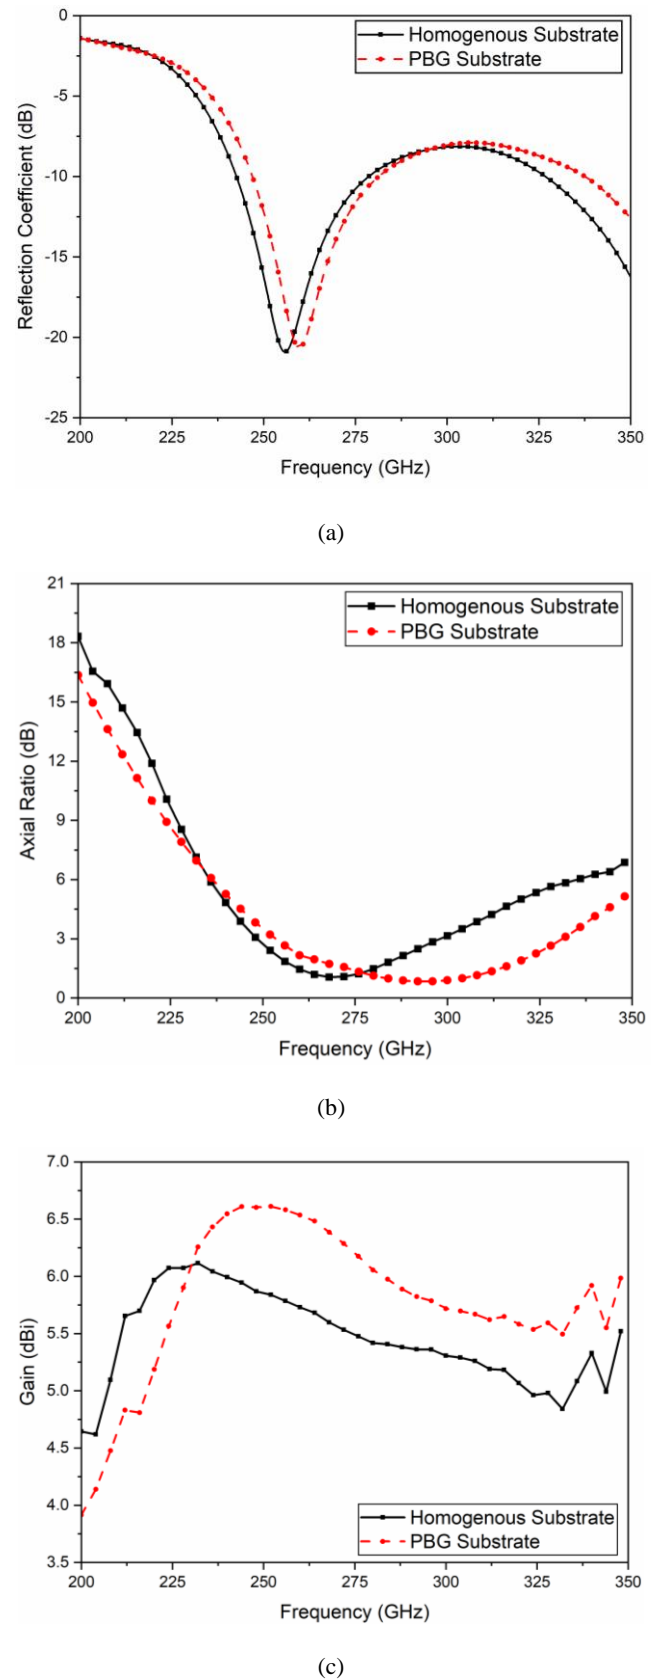 0
-5
-10
-15
-20
-25
Reflection Coefficient (dB)
Homogenous Substrate
PBG Substrate
200 225 250 275 300 325 350
Frequency (GHz)
(a)
21
18
15
12
9
6
3
0
Axial Ratio (dB)
Homogenous Substrate
PBG Substrate
200 225 250 275 300 325 350
Frequency (GHz)
(b)
7.0
6.5
6.0
5.5
5.0
4.5
4.0
3.5
Gain (dBi)
Homogenous Substrate
PBG Substrate
200 225 250 275 300 325 350
Frequency (GHz)
(c)